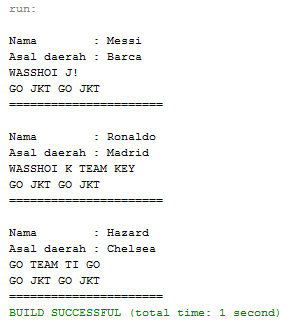 run:
Nama        : Messi
Asal daerah : Barca
WASSHOI J!
GO JKT GO JKT
======================
Nama        : Ronaldo
Asal daerah : Madrid
WASSHOI K TEAM KEY
GO JKT GO JKT
======================
Nama        : Hazard
Asal daerah : Chelsea
GO TEAM TI GO
GO JKT GO JKT
======================
BUILD SUCCESSFUL (total time: 1 second)